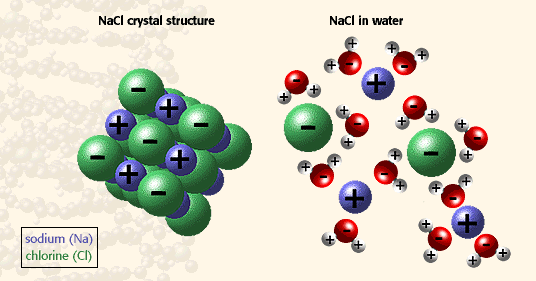 NaCl crystal structure
NaCl in water
sodium (Na)
chlorine (Cl)